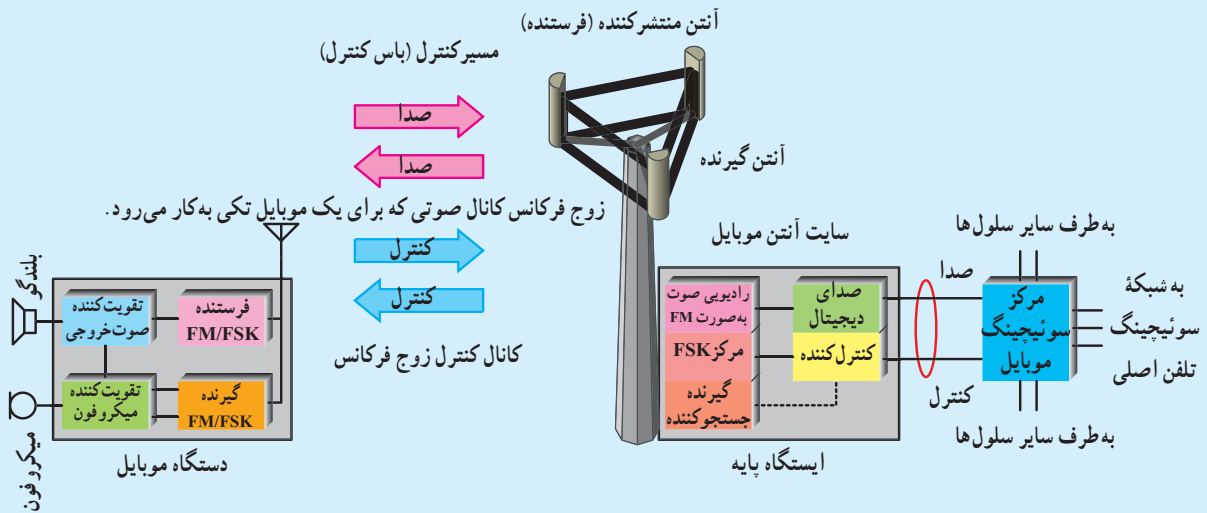 آنتن منتشرکننده (فرستنده)
مسیرکنترل (باس کنترل)
صدا
صدا
آنتن گیرنده
زوج فرکانس کانال صوتی که برای یک موبایل تکی به‌کار می‌رود.
کنترل
کنترل
کانال کنترل زوج فرکانس
سایت آنتن موبایل
رادیویی صوت
به‌صورت FM
صدای
دیجیتال
مرکز FSK
کنترل‌کننده
گیرنده
جستجوکننده
ایستگاه پایه
صدا
کنترل
به‌طرف سایر سلول‌ها
مرکز
سوئیچینگ
موبایل
به‌طرف سایر سلول‌ها
به شبکهٔ
سوئیچینگ
تلفن اصلی
بلندگو
تقویت‌کننده
صوت‌خروجی
فرستنده
FM/FSK
تقویت‌کننده
میکروفون
گیرنده
FM/FSK
میکروفون
دستگاه موبایل